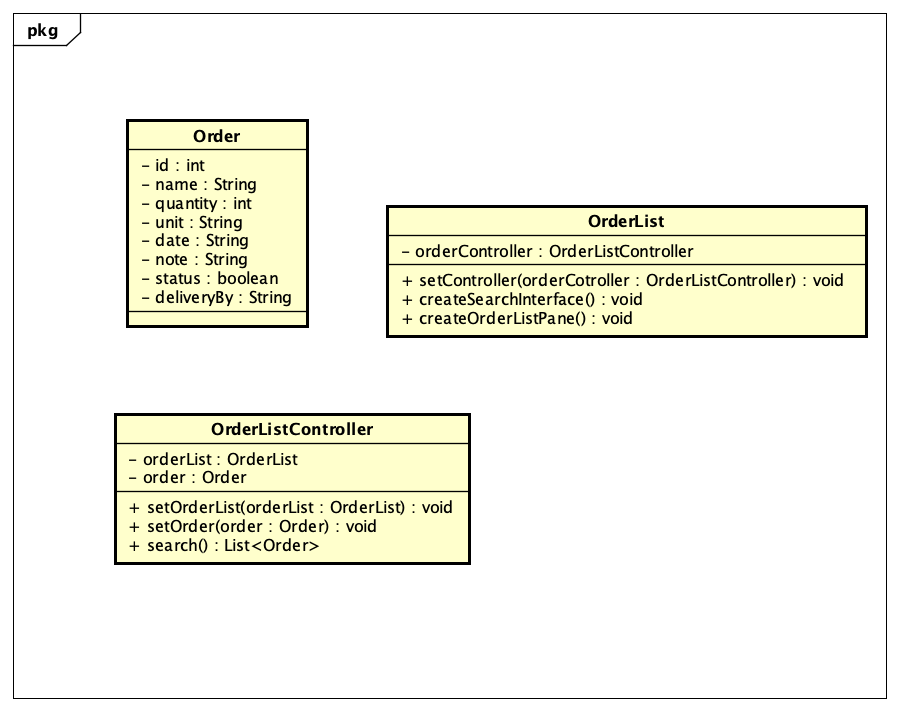 pkg
Order
- id : int
- name : String
- quantity : int
- unit : String
- date : String
- note : String
- status : boolean
- deliveryBy : String
OrderList
- orderController : OrderListController
+ setController(orderCotroller : OrderListController) : void
+ createSearchInterface() : void
+ createOrderListPane() : void
OrderListController
- orderList : OrderList
- order : Order
+ setOrderList(orderList : OrderList) : void
+ setOrder(order : Order) : void
+ search() : List<Order>